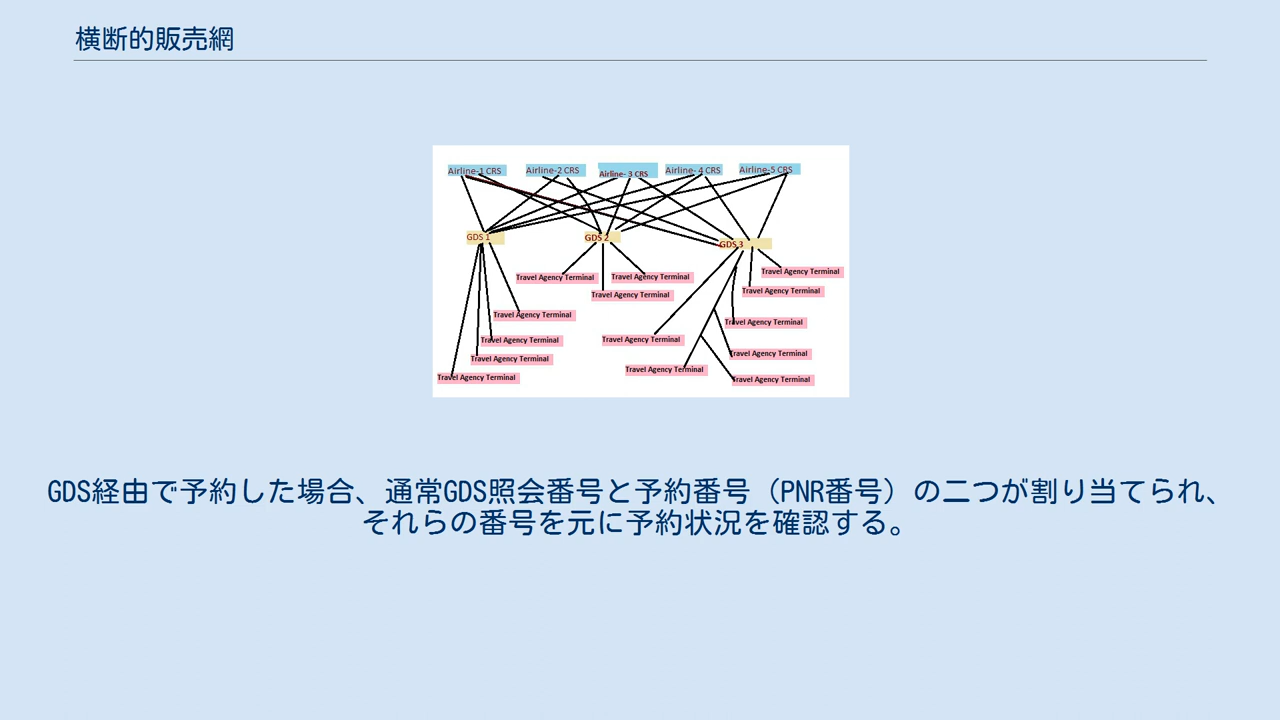 横断的販売網
Airline-1 CRS
Airline-2 CRS
Airline- 3 CRS
Airline- 4 CRS
Airline-5 CRS
GDS 1
GDS 2
GDS 3
Travel Agency Terminal
Travel Agency Terminal
Travel Agency Terminal
Travel Agency Terminal
Travel Agency Terminal
Travel Agency Terminal
Travel Agency Terminal
Travel Agency Terminal
Travel Agency Terminal
Travel Agency Terminal
Travel Agency Terminal
Travel Agency Terminal
Travel Agency Terminal
Travel Agency Terminal
GDS経由で予約した場合、通常GDS照会番号と予約番号（PNR番号）の二つが割り当てられ、
それらの番号を元に予約状況を確認する。